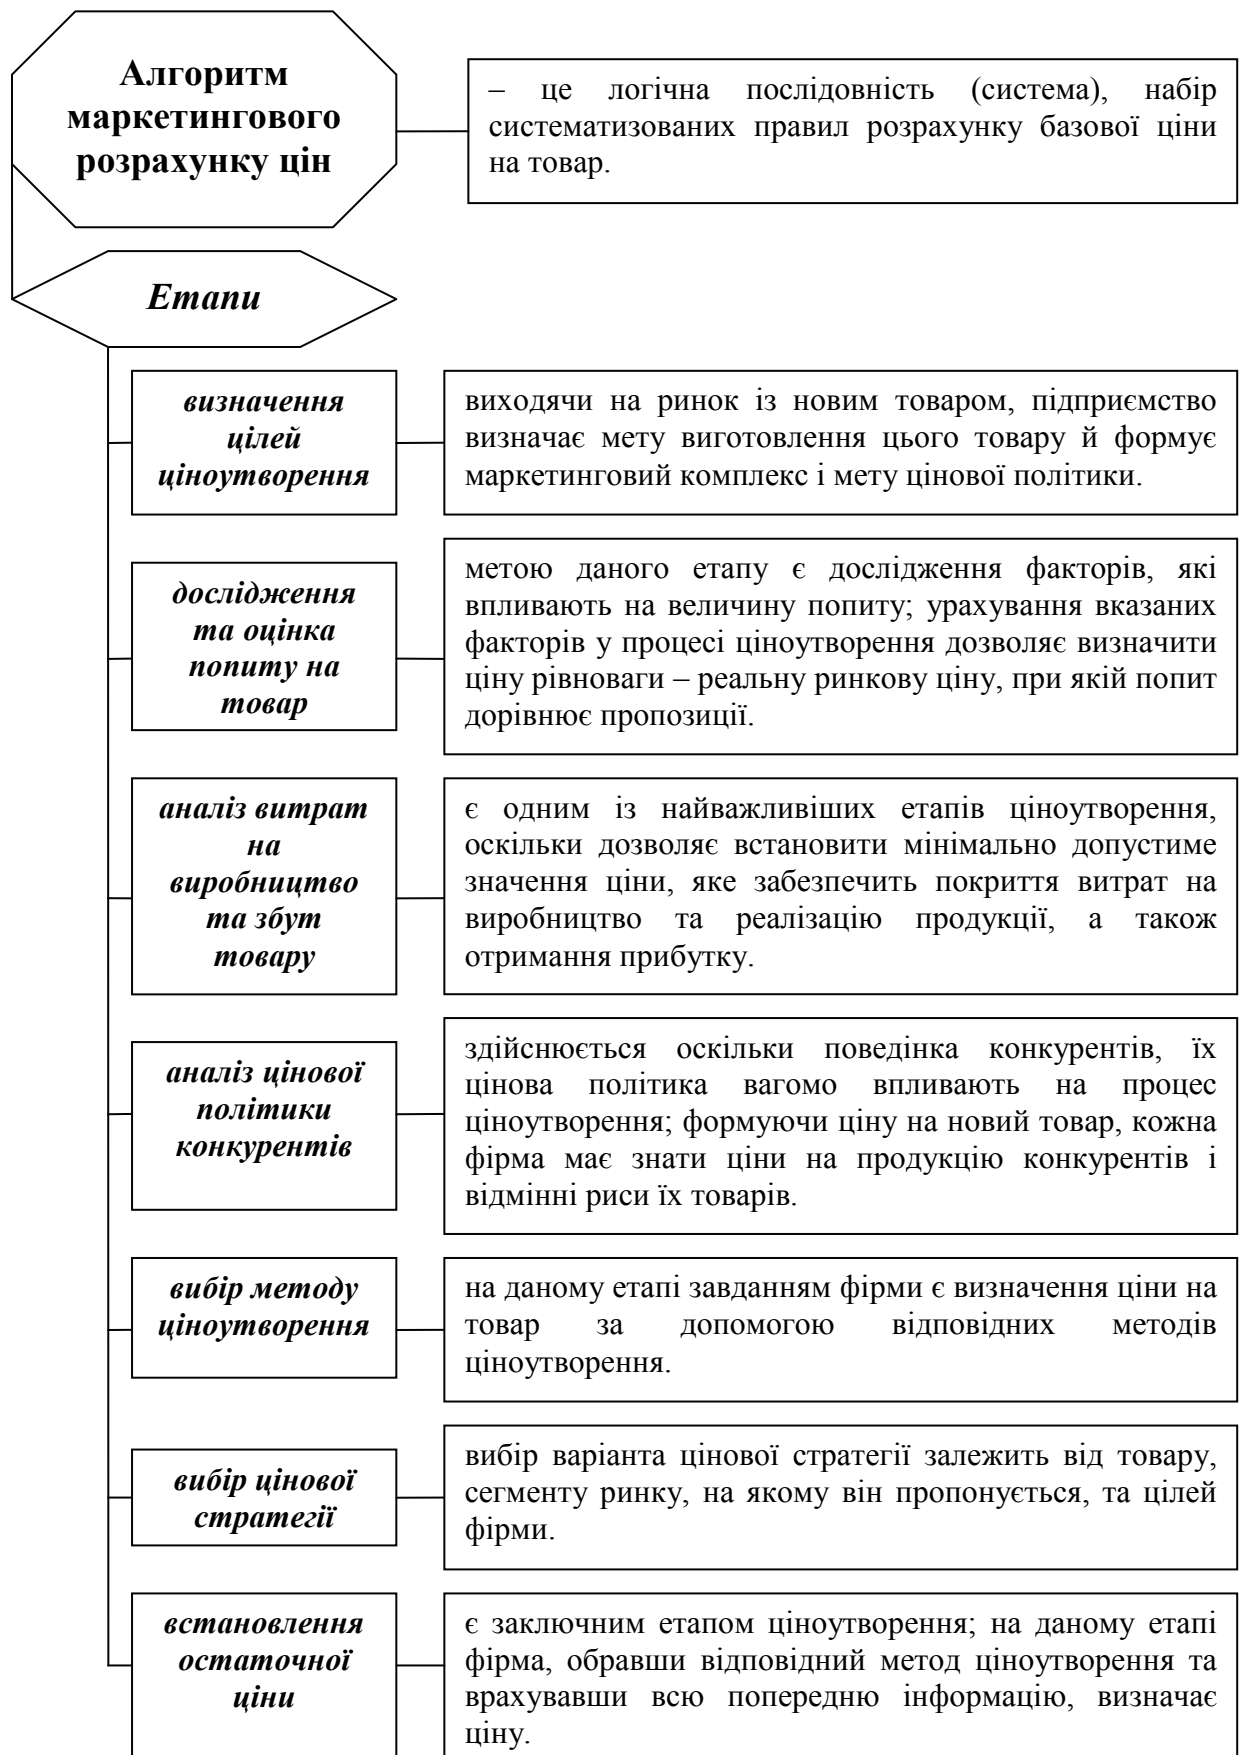 Алгоритм
маркетингового
розрахунку цін
– це логічна послідовність (система), набір
систематизованих правил розрахунку базової ціни
на товар.
Етапи
визначення
цілей
ціноутворення
виходячи на ринок із новим товаром, підприємство
визначає мету виготовлення цього товару й формує
маркетинговий комплекс і мету цінової політики.
дослідження
та оцінка
попиту на
товар
метою даного етапу є дослідження факторів, які
впливають на величину попиту; урахування вказаних
факторів у процесі ціноутворення дозволяє визначити
ціну рівноваги – реальну ринкову ціну, при якій попит
дорівнює пропозиції.
аналіз витрат
на
виробництво
та збут
товару
є одним із найважливіших етапів ціноутворення,
оскільки дозволяє встановити мінімально допустиме
значення ціни, яке забезпечить покриття витрат на
виробництво та реалізацію продукції, а також
отримання прибутку.
аналіз цінової
політики
конкурентів
здійснюється оскільки поведінка конкурентів, їх
цінова політика вагомо впливають на процес
ціноутворення; формуючи ціну на новий товар, кожна
фірма має знати ціни на продукцію конкурентів і
відмінні риси їх товарів.
вибір методу
ціноутворення
на даному етапі завданням фірми є визначення ціни на
товар за допомогою відповідних методів
ціноутворення.
вибір цінової
стратегії
вибір варіанта цінової стратегії залежить від товару,
сегменту ринку, на якому він пропонується, та цілей
фірми.
встановлення
остаточної
ціни
є заключним етапом ціноутворення; на даному етапі
фірма, обравши відповідний метод ціноутворення та
врахувавши всю попередню інформацію, визначає
ціну.